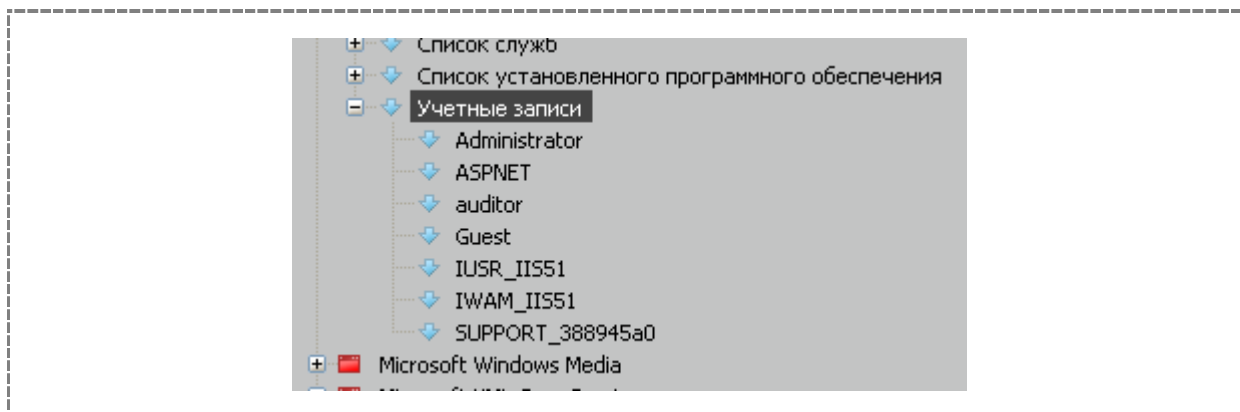 Список служб
Список установленного программного обеспечения
Учетные записи
Administrator
ASPNET
auditor
Guest
IUSR_IIS51
IWAM_IIS51
SUPPORT_388945a0
Microsoft Windows Media